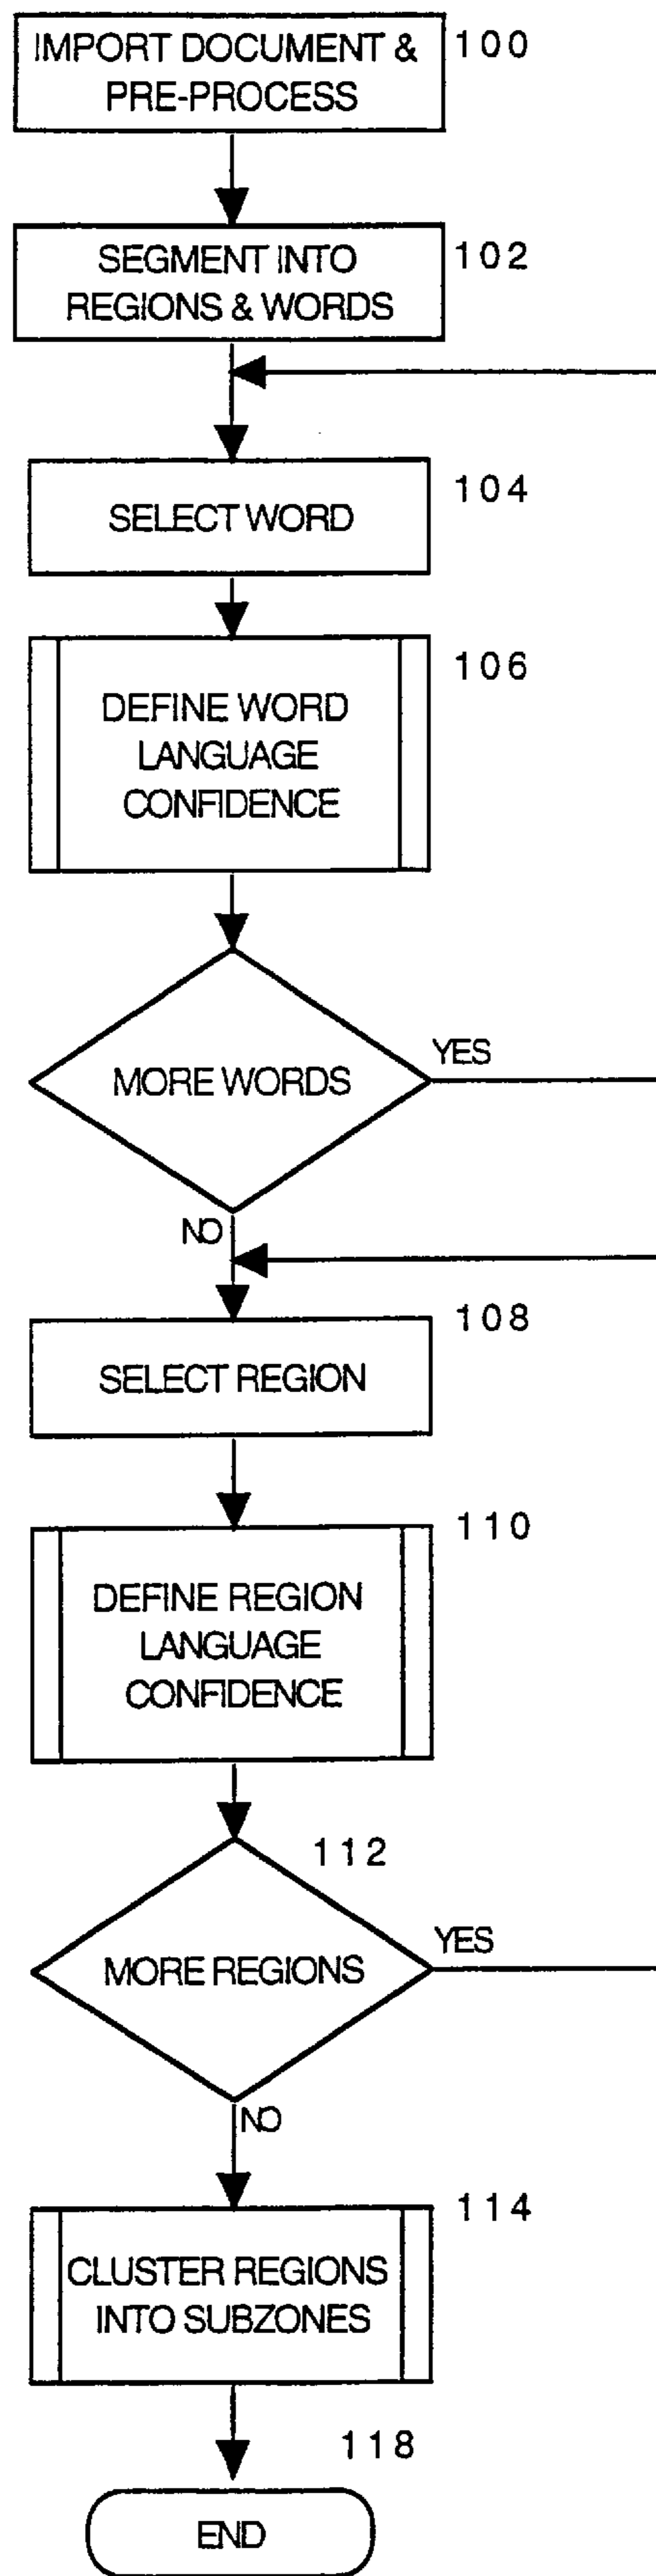 IMPORT DOCUMENT &
PRE-PROCESS
100
SEGMENT INTO
REGIONS & WORDS
102
SELECT WORD
104
DEFINE WORD
LANGUAGE
CONFIDENCE
106
MORE WORDS
YES
NO
SELECT REGION
108
DEFINE REGION
LANGUAGE
CONFIDENCE
110
112
MORE REGIONS
YES
NO
CLUSTER REGIONS
INTO SUBZONES
114
118
END